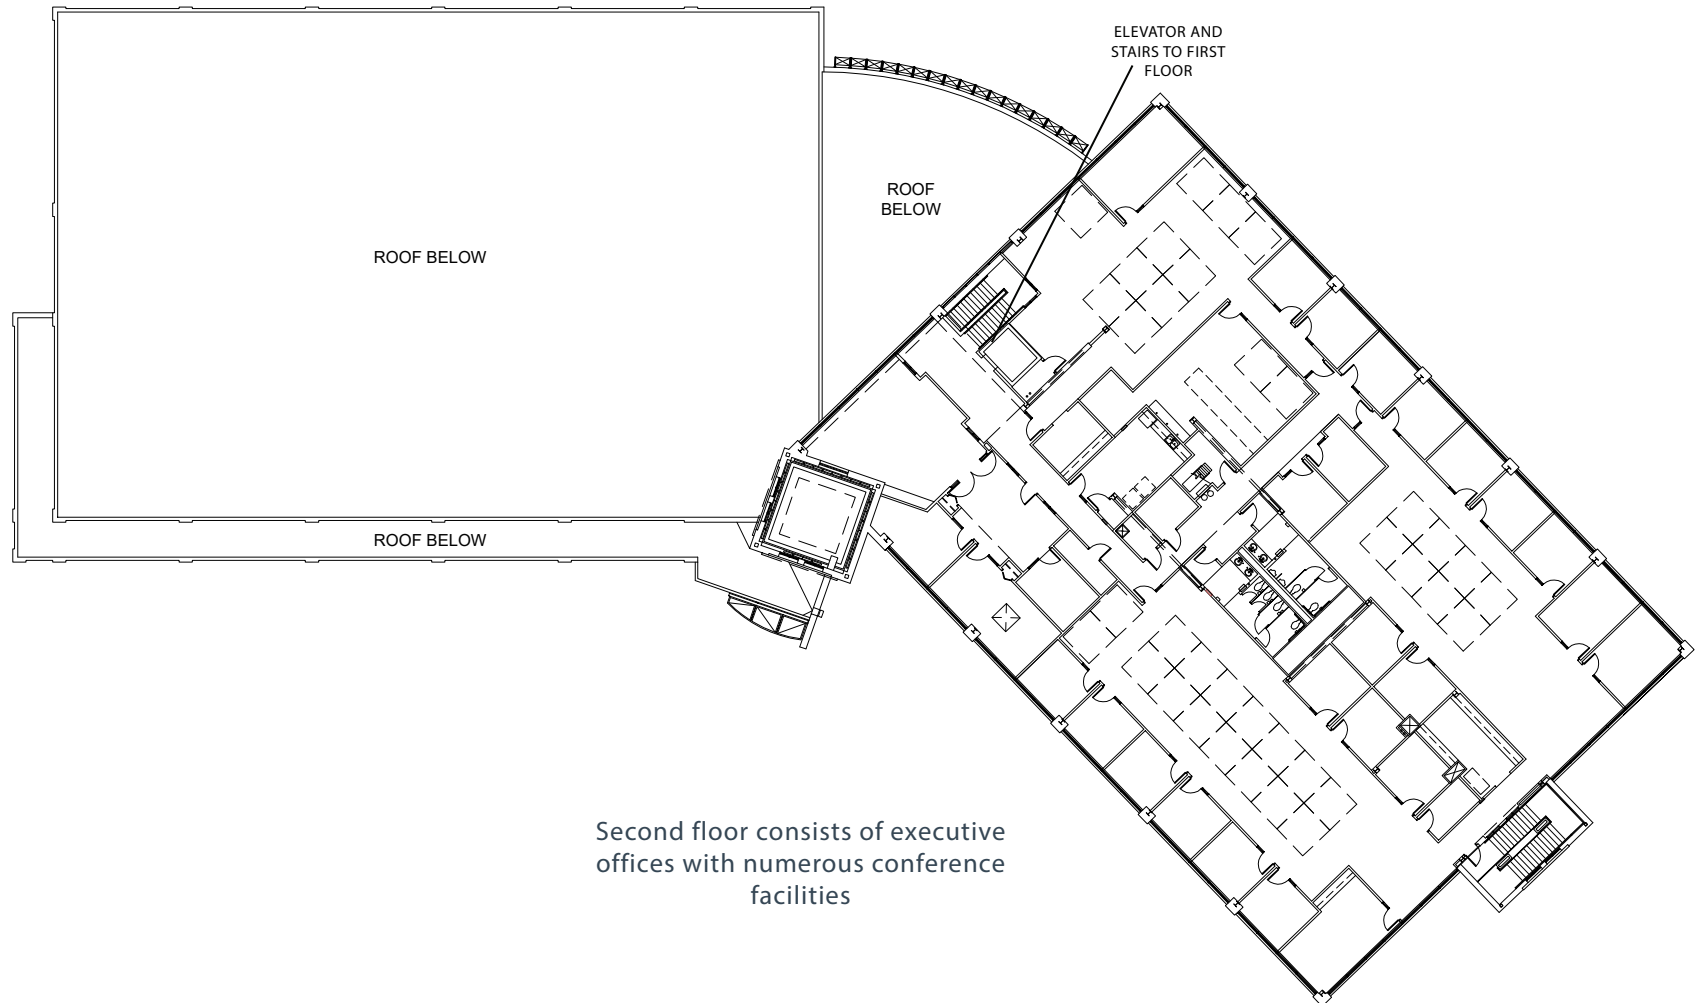 ELEVATOR AND
STAIRS TO FIRST
FLOOR
ROOF
BELOW
ROOF BELOW
ROOF BELOW
Second floor consists of executive
offices with numerous conference
facilities